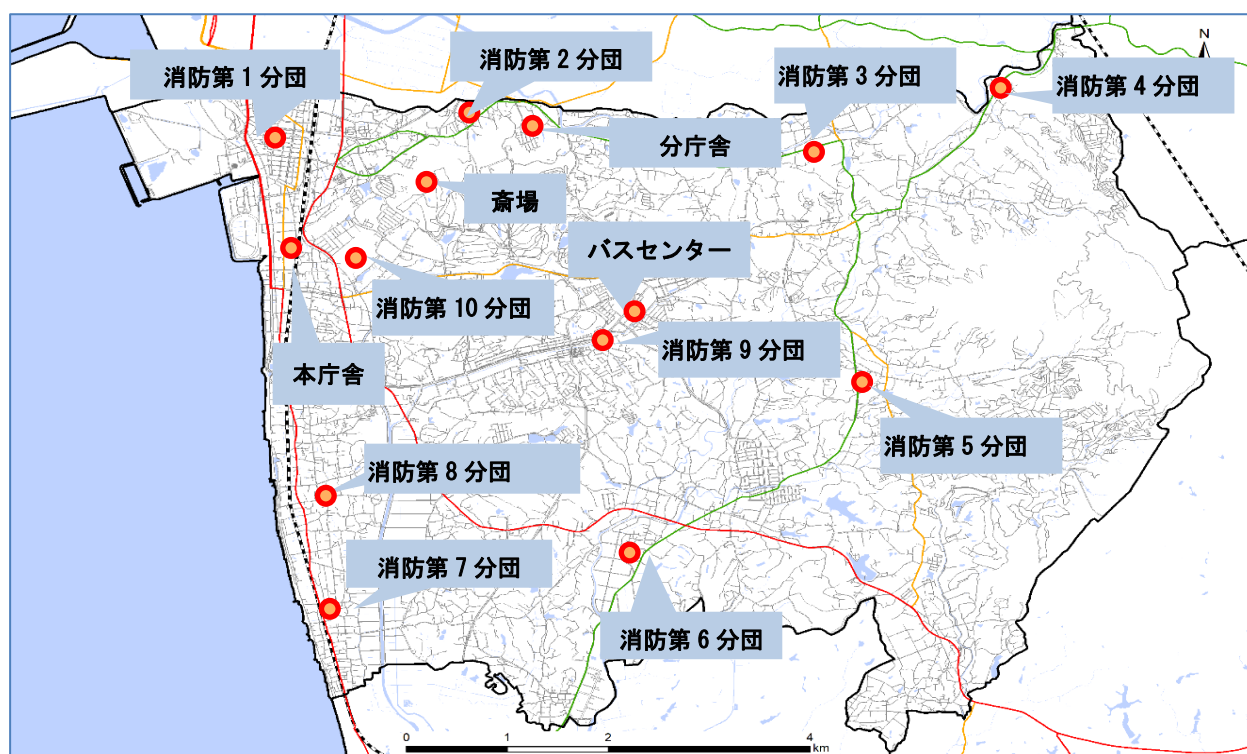 N
消防第2分団
消防第1分団
消防第3分団
消防第4分団
分庁舎
斎場
バスセンター
消防第10分団
消防第9分団
本庁舎
消防第5分団
消防第8分団
消防第7分団
消防第6分団
0 1 2 4
km